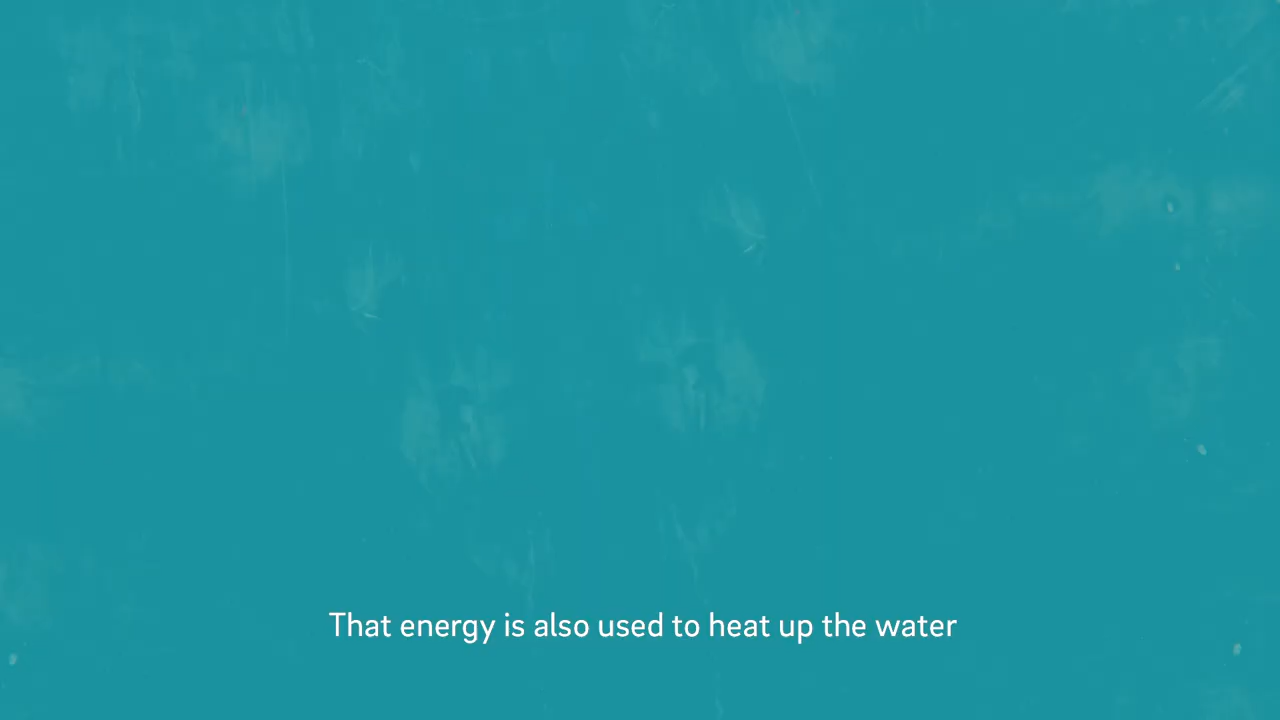 That energy is also used to heat up the water